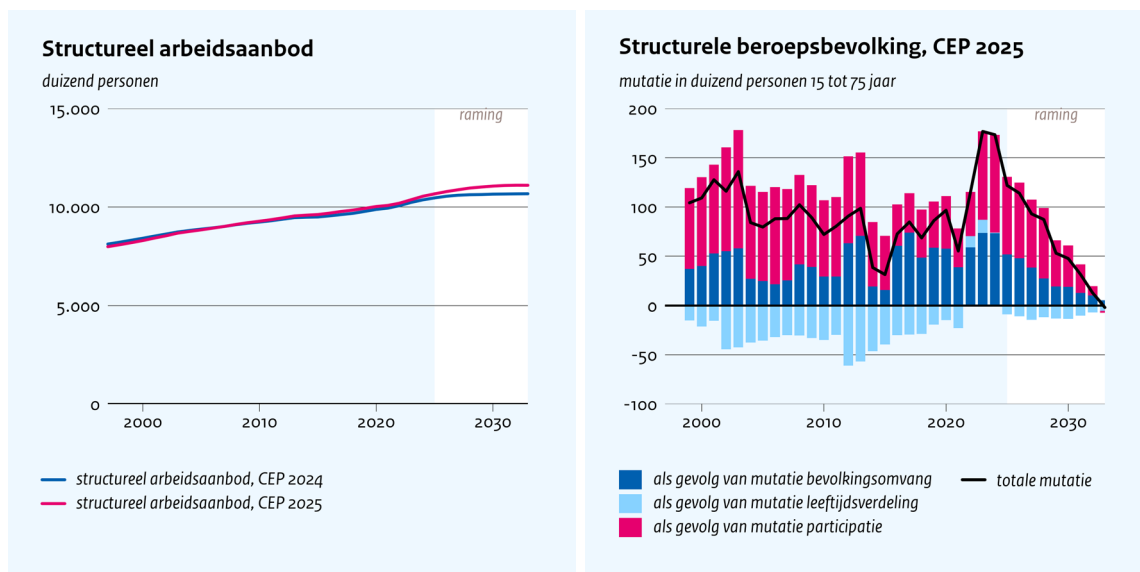 Structureel arbeidsaanbod
duizend personen
15.000
raming
10.000
5.000
0
2000 2010 2020 2030
structureel arbeidsaanbod, CEP 2024
structureel arbeidsaanbod, CEP 2025
Structurele beroepsbevolking, CEP 2025
mutatie in duizend personen 15 tot 75 jaar
200
raming
150
100
50
0
-50
-100
2000 2010 2020 2030
als gevolg van mutatie bevolkingsomvang totale mutatie
als gevolg van mutatie leeftijdsverdeling
als gevolg van mutatie participatie